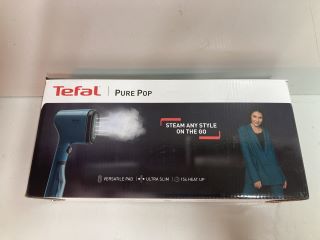 Tefal PURE POP
STEAM ANY STYLE
ON THE GO
VERSATILE PAD ULTRA SLIM 15s HEAT UP